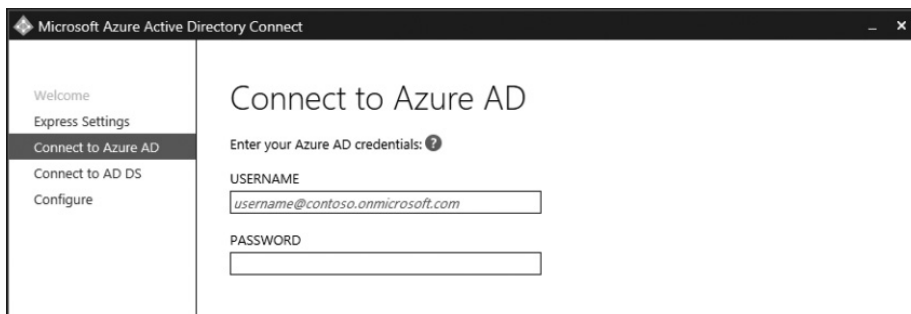 Microsoft Azure Active Directory Connect
Welcome
Express Settings
Connect to Azure AD
Connect to AD DS
Configure
Connect to Azure AD
Enter your Azure AD credentials: ?
USERNAME
username@contoso.onmicrosoft.com
PASSWORD